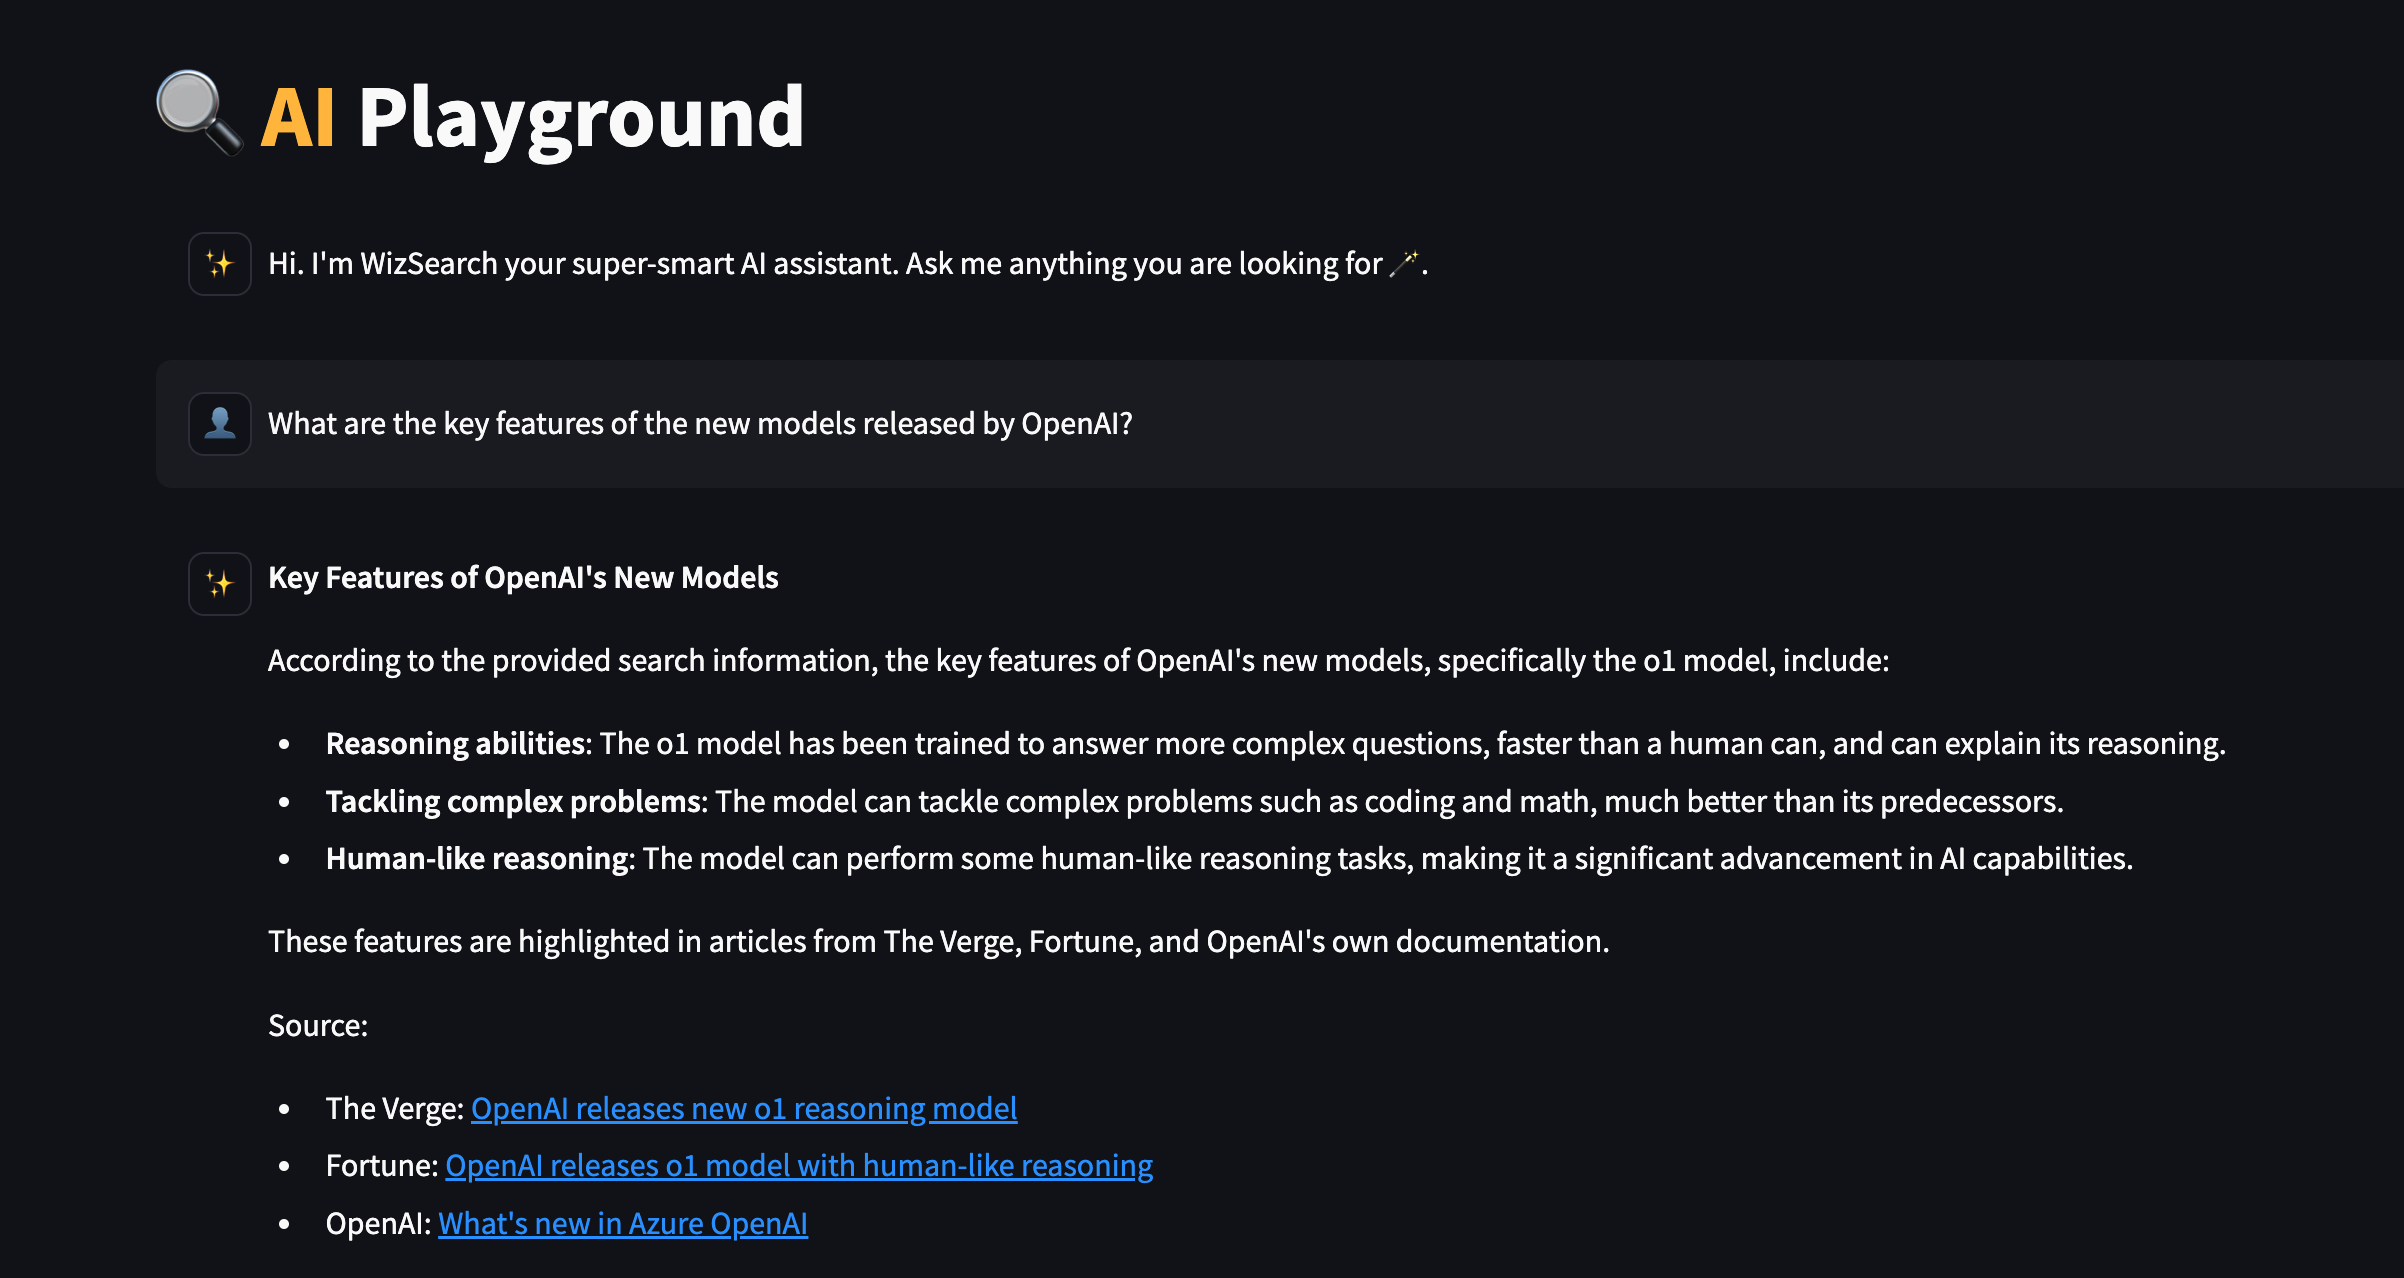 AI Playground
Hi. I'm WizSearch your super-smart AI assistant. Ask me anything you are looking for 🪄.
What are the key features of the new models released by OpenAI?
Key Features of OpenAI's New Models
According to the provided search information, the key features of OpenAI's new models, specifically the o1 model, include:
• Reasoning abilities: The o1 model has been trained to answer more complex questions, faster than a human can, and can explain its reasoning.
• Tackling complex problems: The model can tackle complex problems such as coding and math, much better than its predecessors.
• Human-like reasoning: The model can perform some human-like reasoning tasks, making it a significant advancement in AI capabilities.
These features are highlighted in articles from The Verge, Fortune, and OpenAI's own documentation.
Source:
• The Verge: OpenAI releases new o1 reasoning model
• Fortune: OpenAI releases o1 model with human-like reasoning
• OpenAI: What's new in Azure OpenAI